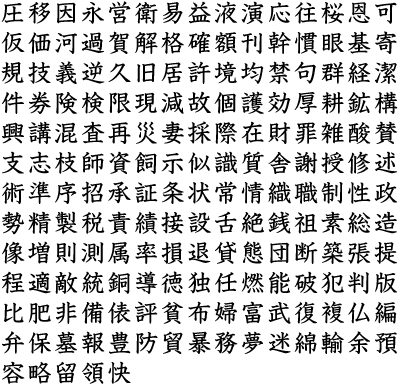 圧移因永営衛易益液演応往桜恩可
仮価河過賀解格確額刊幹慣眼基寄
規技義逆久旧居許境均禁句群経潔
件券険検限現減故個護効厚耕鉱構
興講混査再災妻採際在財罪雑酸賛
支志枝師資飼示似識質舎謝授修述
術準序招承証条状常情織職制性政
勢精製税責績接設舌絶銭祖素総造
像増則測属率損退貸態団断築張提
程適敵統銅導徳独任燃能破犯判版
比肥非備俵評貧布婦富武復複仏編
弁保墓報豊防貿暴務夢迷綿輸余預
容略留領快